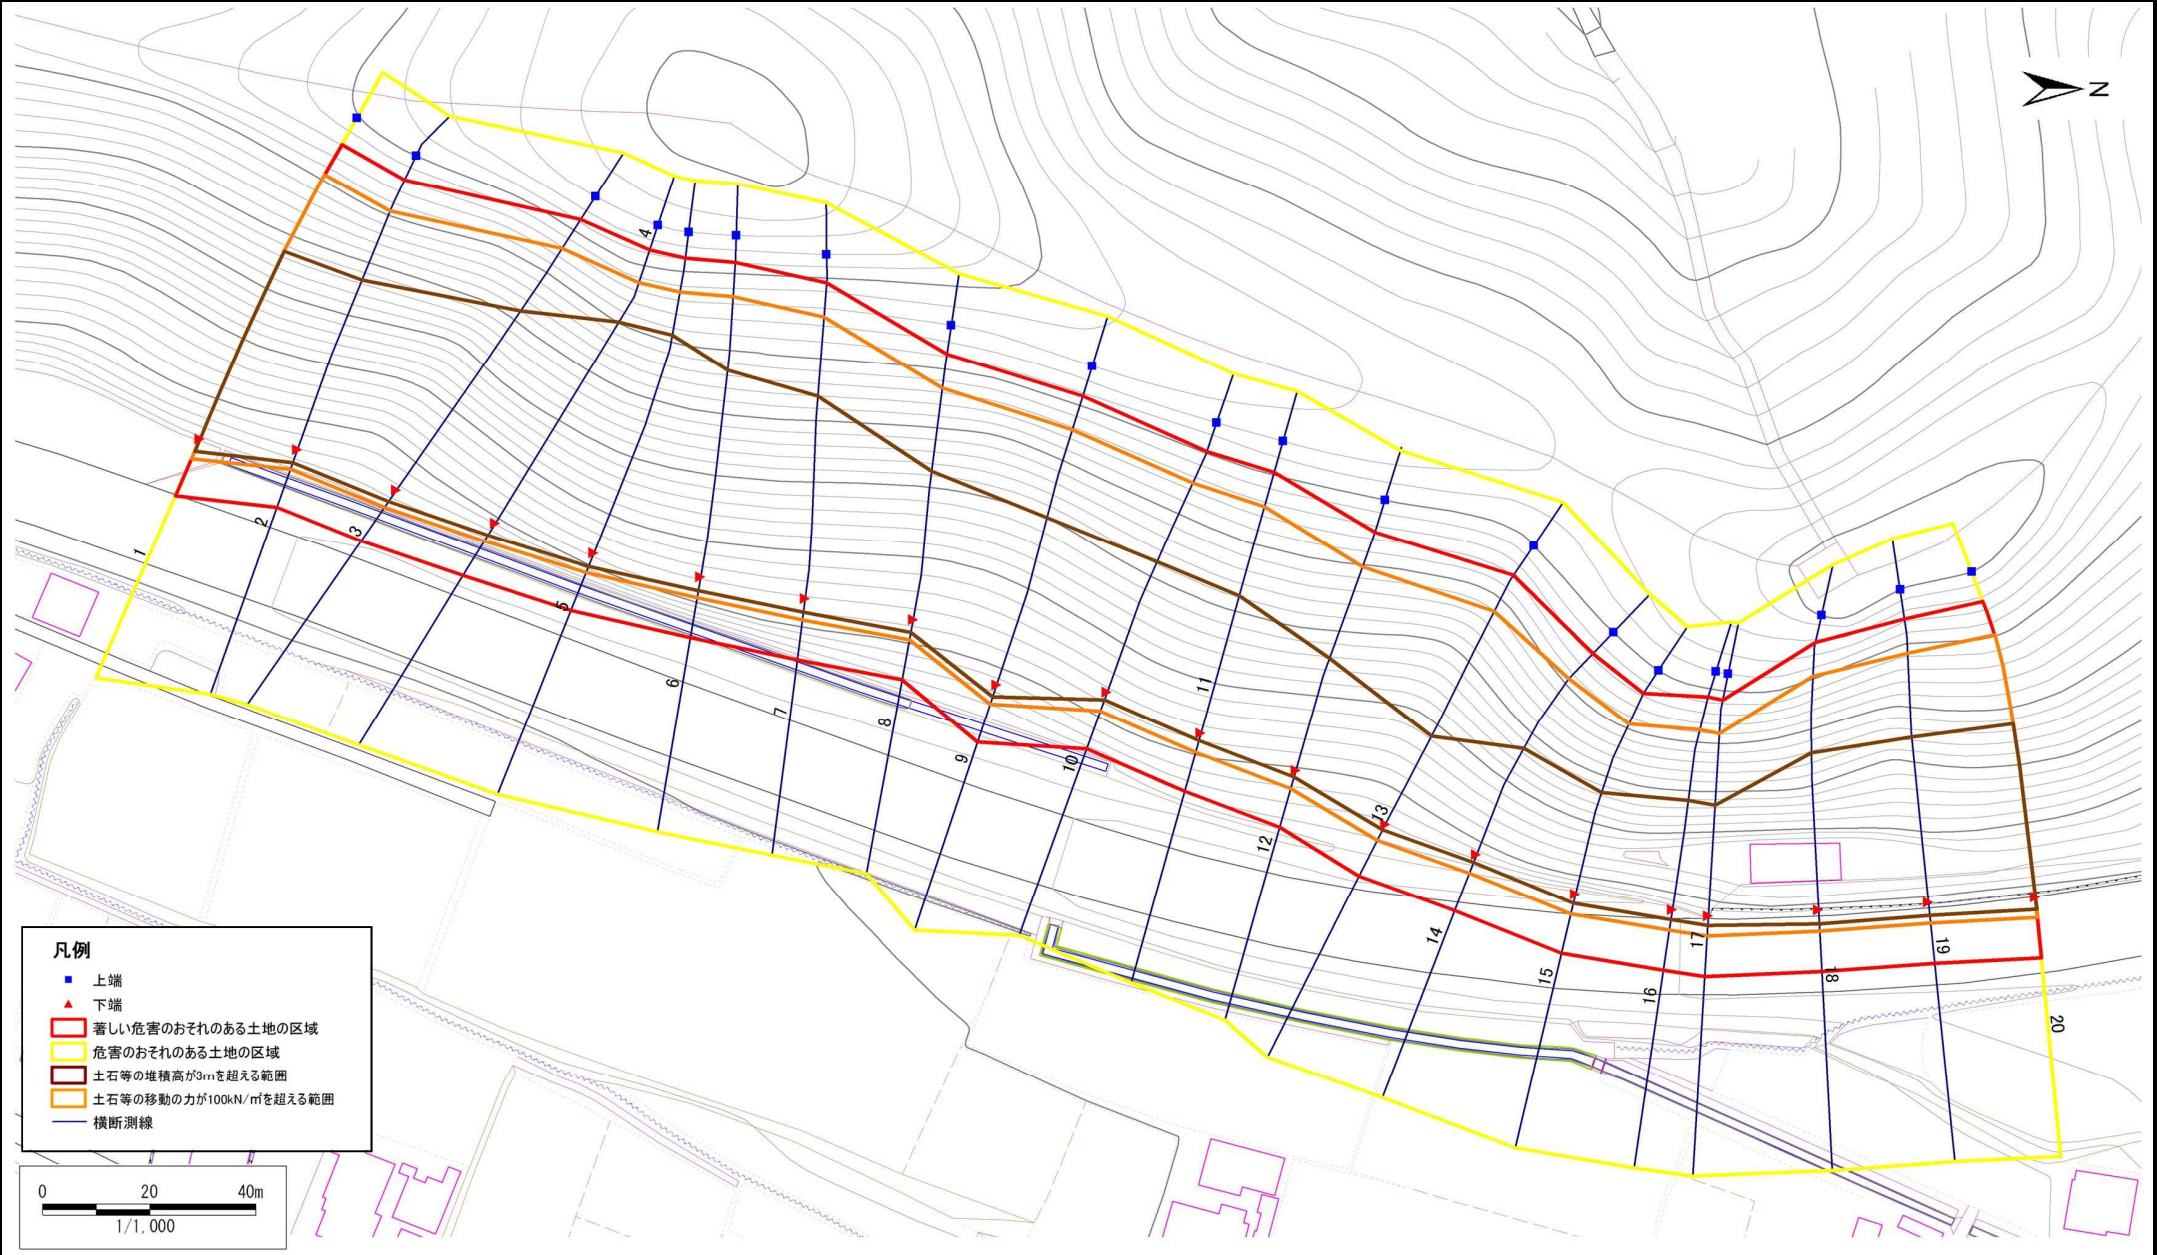 N
4
1
2
3
5
6
7
8
9
10
11
12
13
14
15
16
17
18
19
20
凡例
上端
下端
著しい危害のおそれのある土地の区域
危害のおそれのある土地の区域
土石等の堆積高が3mを超える範囲
土石等の移動の力が100kN/㎡を超える範囲
横断測線
0 20 40m
1/1,000